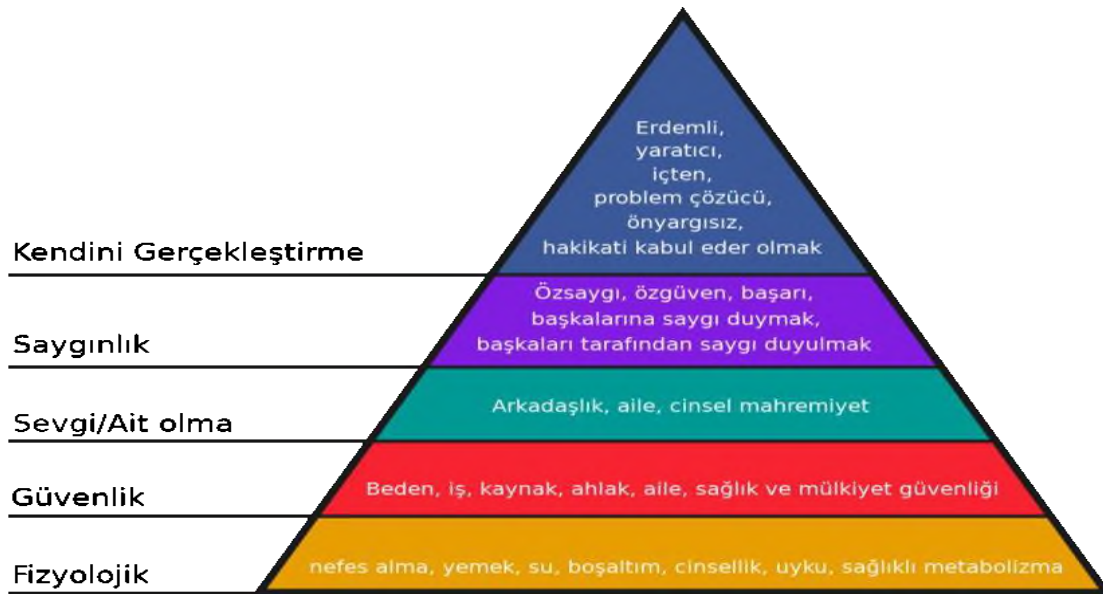 Erdemli,
yaratıcı,
içten,
problem çözücü,
önyargısız,
hakikati kabul eder olmak
Kendini Gerçekleştirme
Özsaygı, özgüven, başarı,
başkalarına saygı duymak,
başkaları tarafından saygı duyulmak
Saygınlık
Arkadaşlık, aile, cinsel mahremiyet
Sevgi/Ait olma
Beden, iş, kaynak, ahlak, aile, sağlık ve mülkiyet güvenliği
Güvenlik
nefes alma, yemek, su, boşaltım, cinsellik, uyku, sağlıklı metabolizma
Fizyolojik